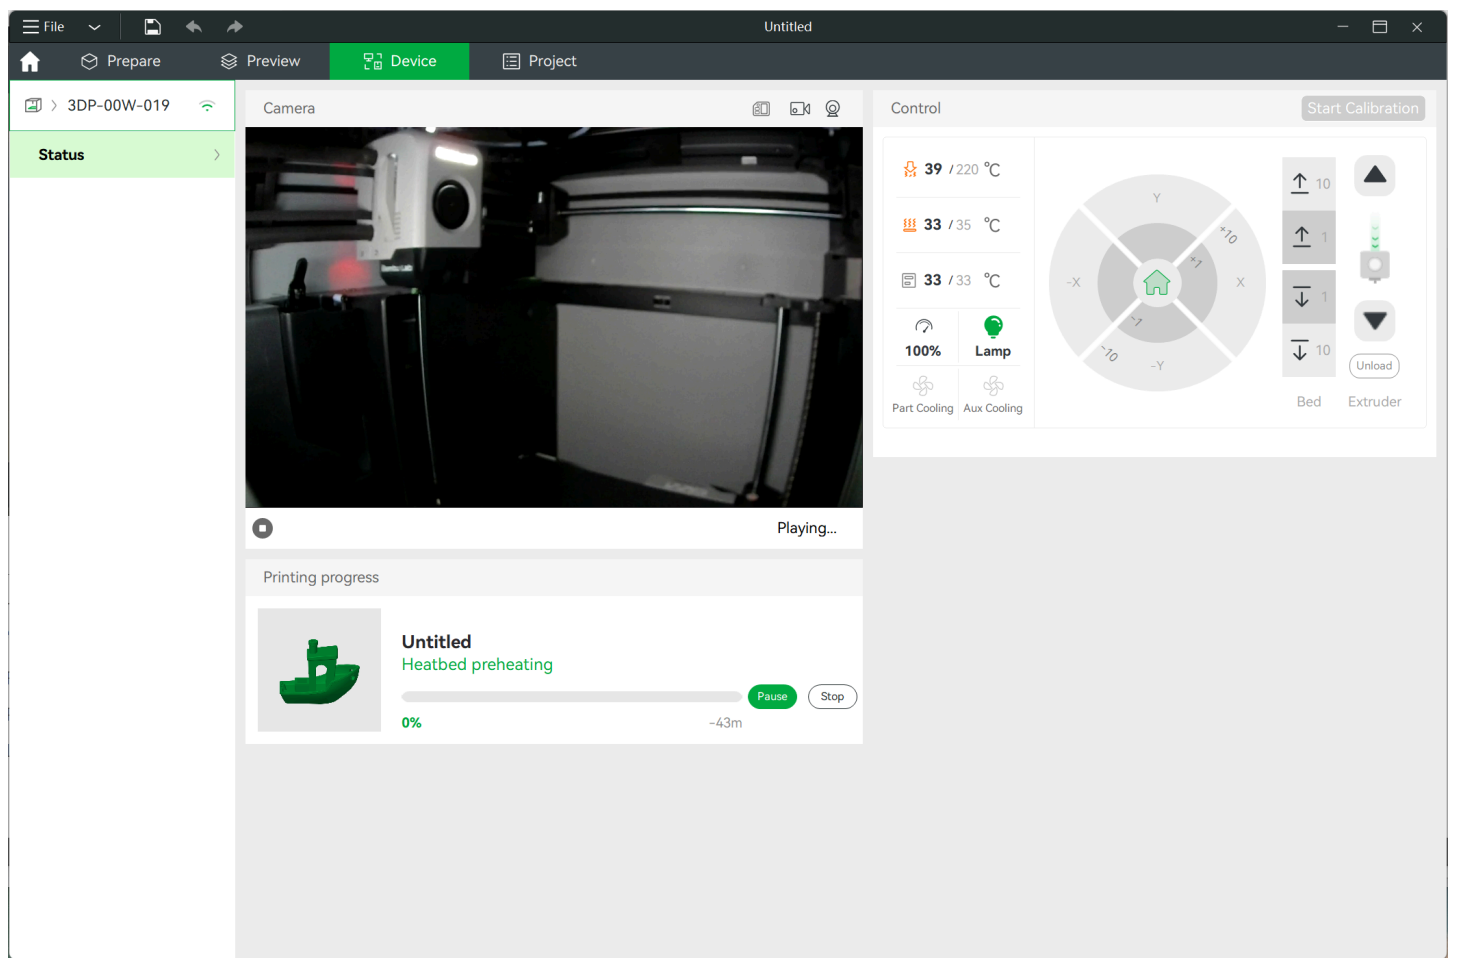 File
Untitled
Prepare
Preview
Device
Project
3DP-00W-019
Status
Camera
Bambu Lab
Playing...
Printing progress
Untitled
Heatbed preheating
Pause
Stop
0%
-43m
Control
Start Calibration
39 /220 °C
33 /35 °C
33 /33 °C
100%
Lamp
Part Cooling
Aux Cooling
Y
+10
+1
-X
X
-1
-10
-Y
10
1
1
10
Unload
Bed
Extruder